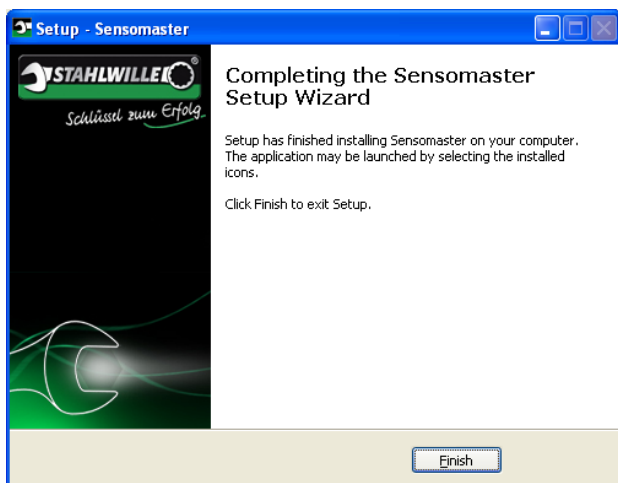 Setup - Sensomaster
STAHLWILLE
®
Schlüssel zum Erfolg.
Completing the Sensomaster
Setup Wizard
Setup has finished installing Sensomaster on your computer.
The application may be launched by selecting the installed
icons.
Click Finish to exit Setup.
Finish